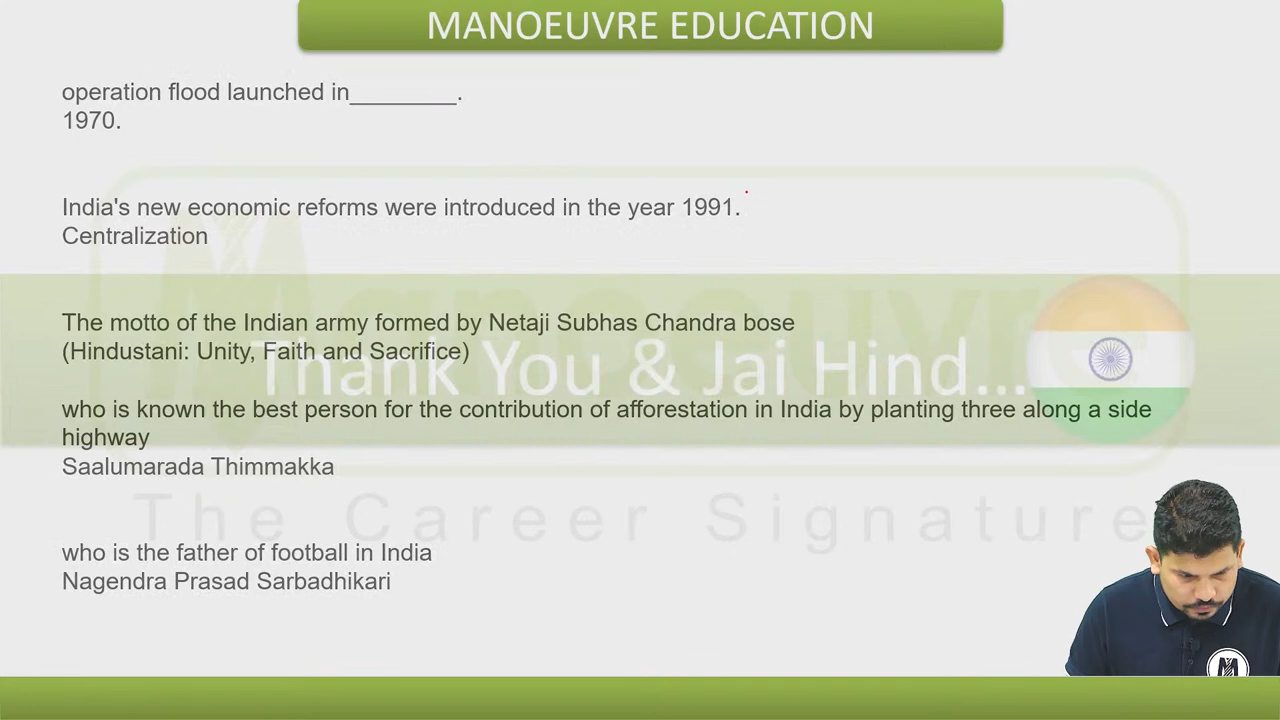 MANOEUVRE EDUCATION
operation flood launched in________.
1970.
India's new economic reforms were introduced in the year 1991.
Centralization
The motto of the Indian army formed by Netaji Subhas Chandra bose
(Hindustani: Unity, Faith and Sacrifice)
Thank You & Jai Hind...
who is known the best person for the contribution of afforestation in India by planting three along a side
highway
Saalumarada Thimmakka
The Career Signature
who is the father of football in India
Nagendra Prasad Sarbadhikari